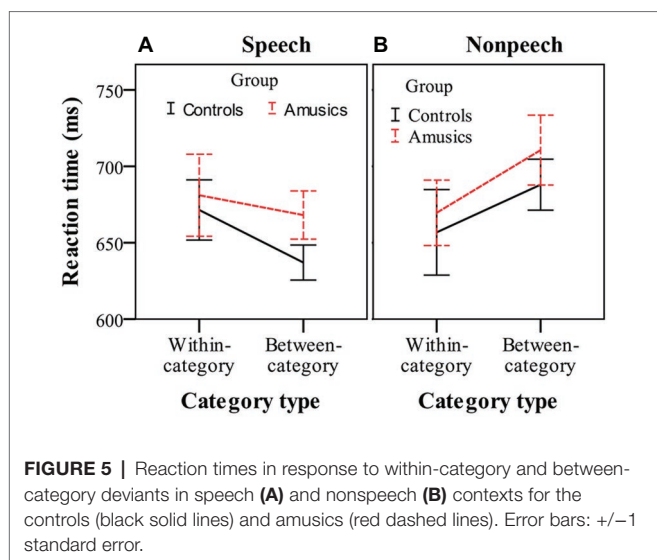 A Speech B Nonpeech
Group
Controls Amusics
Group
Controls
Amusics
750
700
650
600
Reaction time (ms)
Within-category Between-category
Within-category Between-category
Category type Category type
FIGURE 5 | Reaction times in response to within-category and between-
category deviants in speech (A) and nonspeech (B) contexts for the
controls (black solid lines) and amusics (red dashed lines). Error bars: +/−1
standard error.